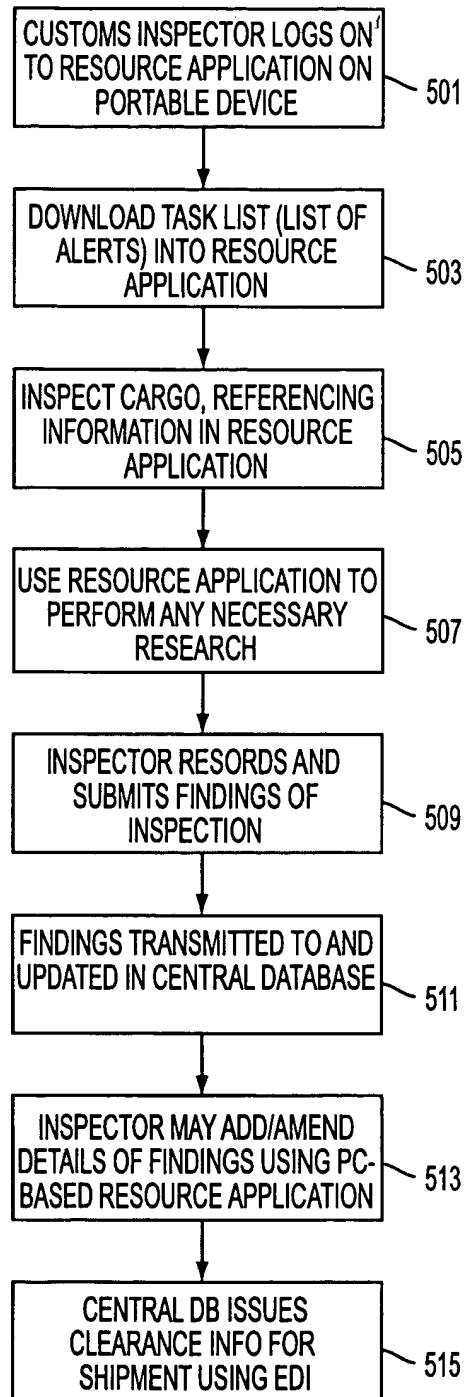 CUSTOMS INSPECTOR LOGS ON
TO RESOURCE APPLICATION ON
PORTABLE DEVICE
501
DOWNLOAD TASK LIST (LIST OF
ALERTS) INTO RESOURCE
APPLICATION
503
INSPECT CARGO, REFERENCING
INFORMATION IN RESOURCE
APPLICATION
505
USE RESOURCE APPLICATION TO
PERFORM ANY NECESSARY
RESEARCH
507
INSPECTOR RESORDS AND
SUBMITS FINDINGS OF
INSPECTION
509
FINDINGS TRANSMITTED TO AND
UPDATED IN CENTRAL DATABASE
511
INSPECTOR MAY ADD/AMEND
DETAILS OF FINDINGS USING PC-
BASED RESOURCE APPLICATION
513
CENTRAL DB ISSUES
CLEARANCE INFO FOR
SHIPMENT USING EDI
515